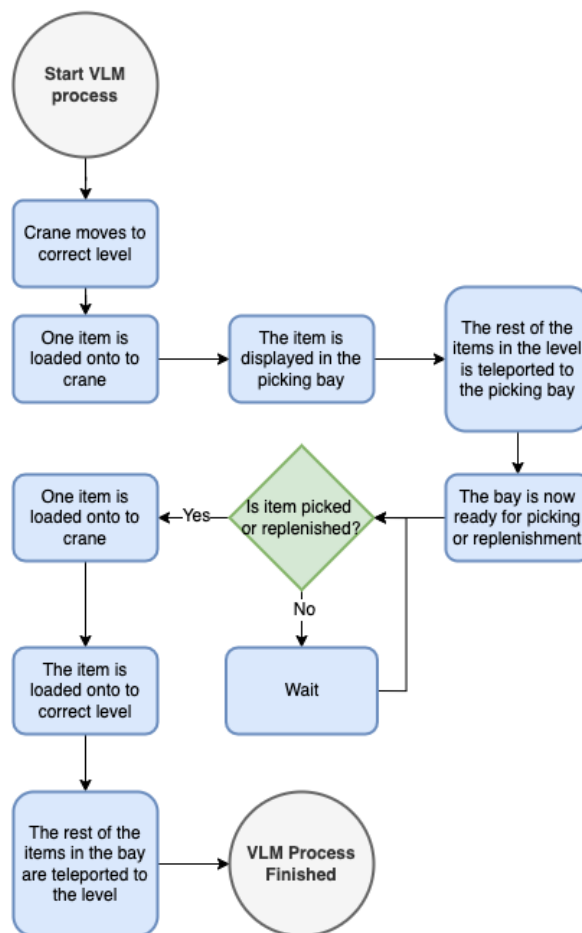 Start VLM
process
Crane moves to
correct level
One item is
loaded onto to
crane
The item is
displayed in the
picking bay
The rest of the
items in the level
is teleported to
the picking bay
The bay is now
ready for picking
or replenishment
Is item picked
or replenished?
Yes
No
Wait
One item is
loaded onto to
crane
The item is
loaded onto to
correct level
The rest of the
items in the bay
are teleported to
the level
VLM Process
Finished